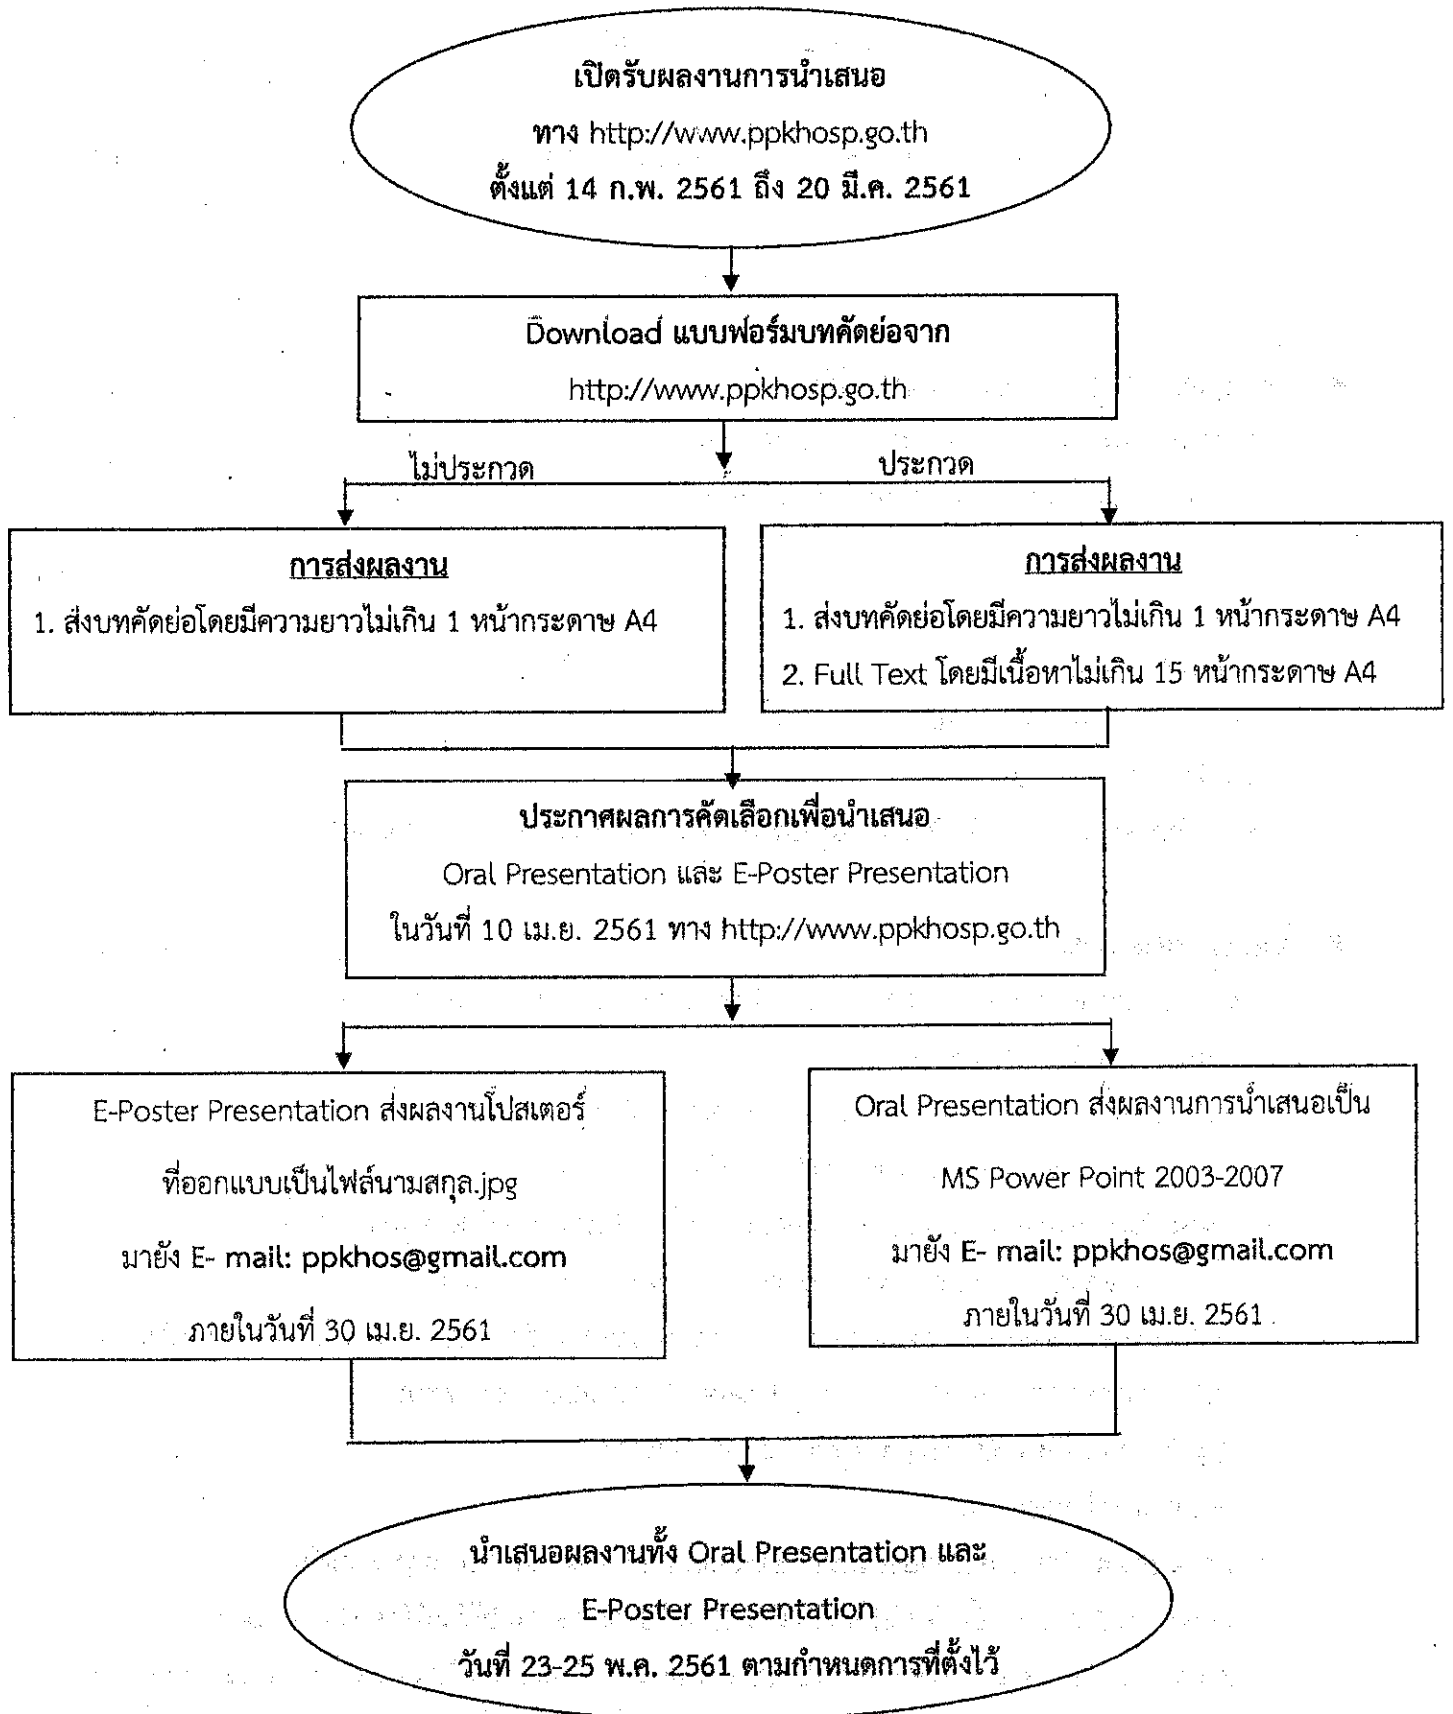 เปิดรับผลงานการนำเสนอ
ทาง http://www.ppkhosp.go.th
ตั้งแต่ 14 ก.พ. 2561 ถึง 20 มี.ค. 2561
Download แบบฟอร์มบทคัดย่อจาก
http://www.ppkhosp.go.th
ไม่ประกวด
ประกวด
การส่งผลงาน
1. ส่งบทคัดย่อโดยมีความยาวไม่เกิน 1 หน้ากระดาษ A4
การส่งผลงาน
1. ส่งบทคัดย่อโดยมีความยาวไม่เกิน 1 หน้ากระดาษ A4
2. Full Text โดยมีเนื้อหาไม่เกิน 15 หน้ากระดาษ A4
ประกาศผลการคัดเลือกเพื่อนำเสนอ
Oral Presentation และ E-Poster Presentation
ในวันที่ 10 เม.ย. 2561 ทาง http://www.ppkhosp.go.th
E-Poster Presentation ส่งผลงานโปสเตอร์
ที่ออกแบบเป็นไฟล์นามสกุล.jpg
มายัง E- mail: ppkhos@gmail.com
ภายในวันที่ 30 เม.ย. 2561
Oral Presentation ส่งผลงานการนำเสนอเป็น
MS Power Point 2003-2007
มายัง E- mail: ppkhos@gmail.com
ภายในวันที่ 30 เม.ย. 2561
นำเสนอผลงานทั้ง Oral Presentation และ
E-Poster Presentation
วันที่ 23-25 พ.ค. 2561 ตามกำหนดการที่ตั้งไว้